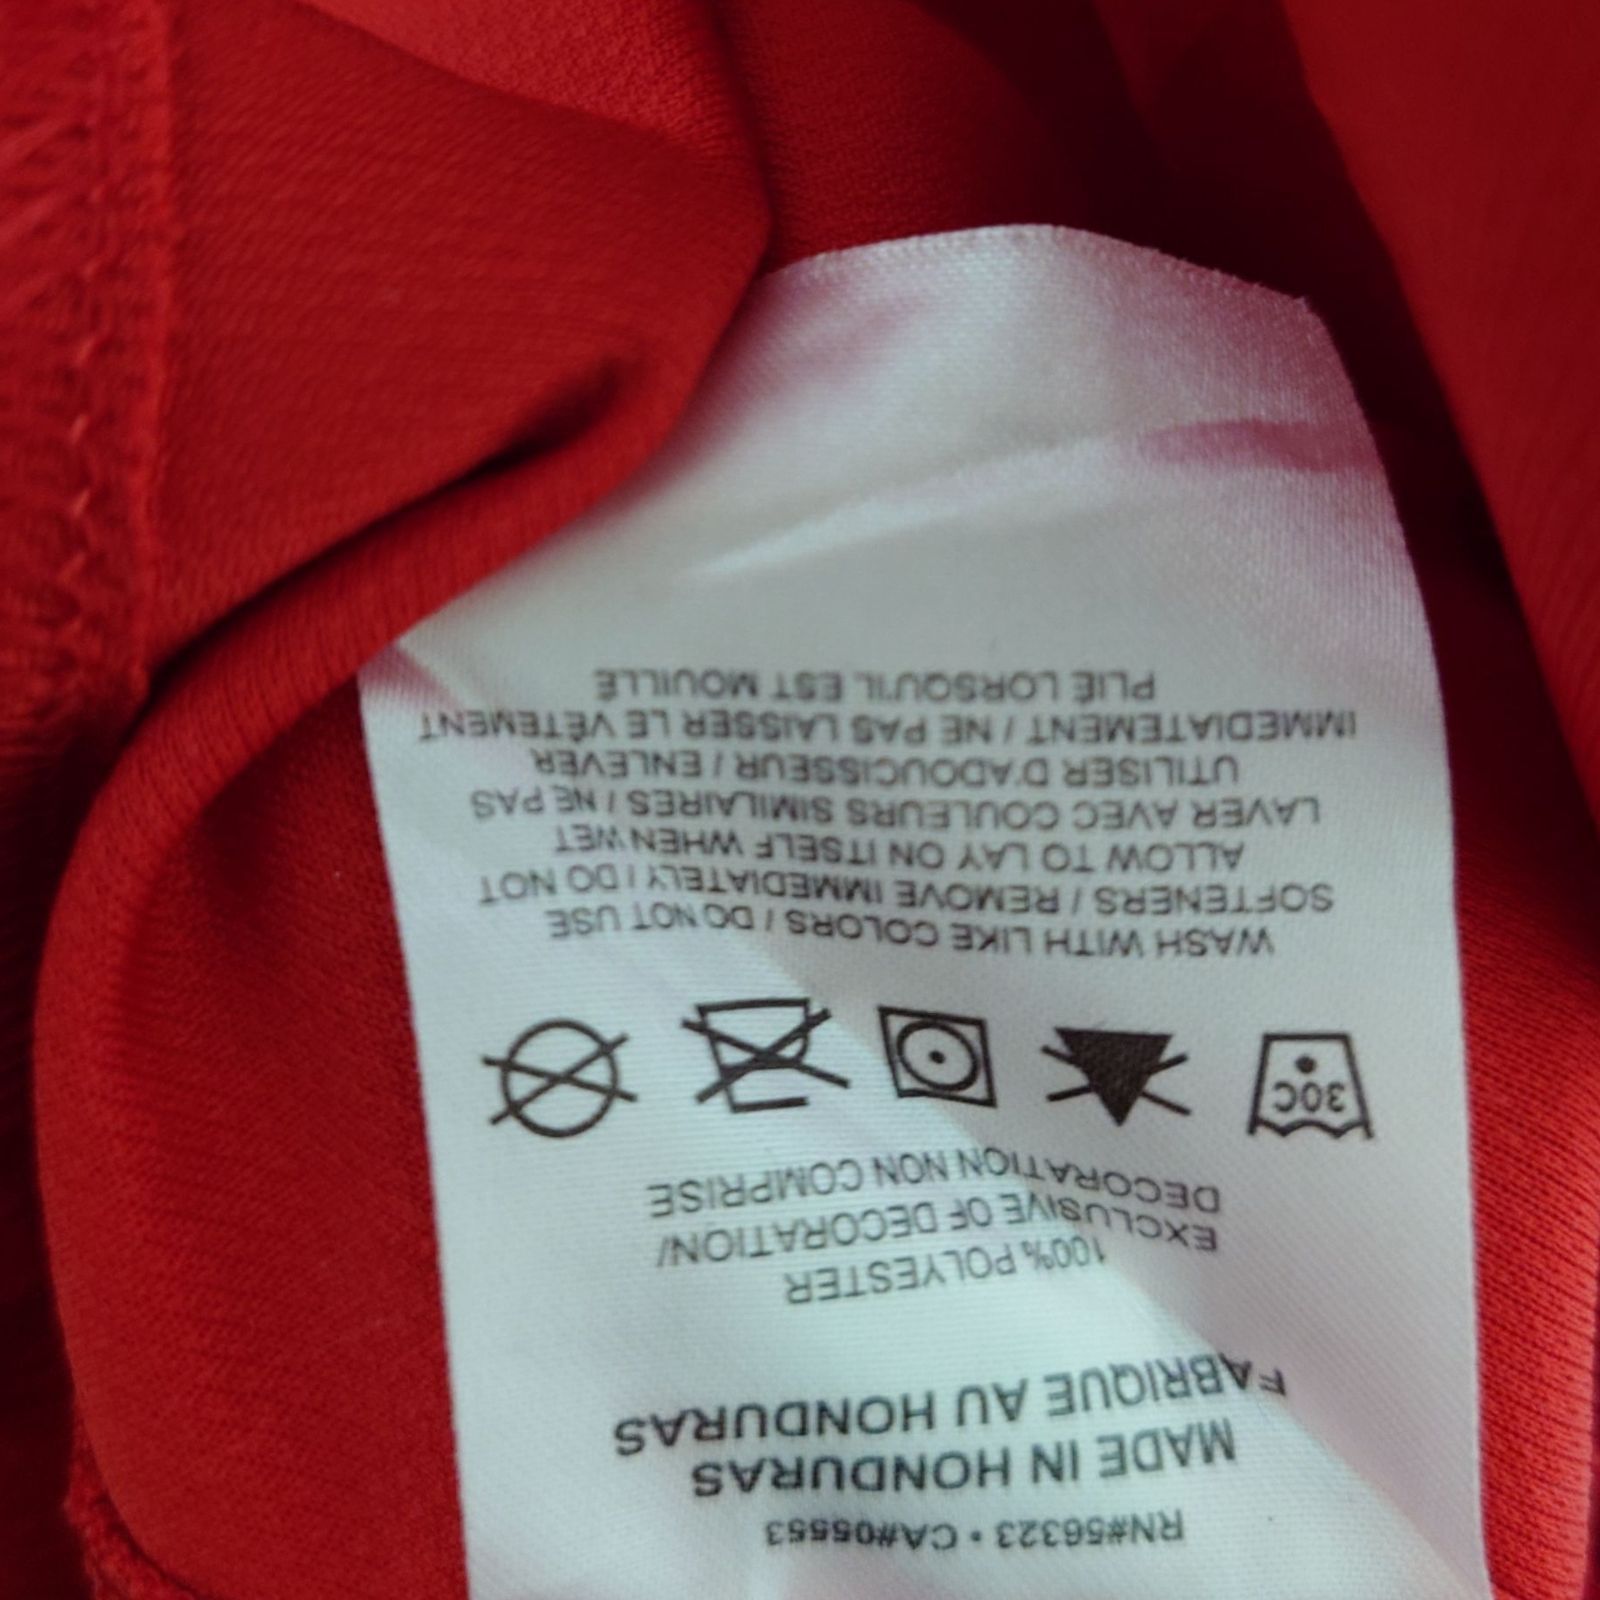 RN#56323 • CA#05553
MADE IN HONDURAS
FABRIQUE AU HONDURAS
100% POLYESTER
EXCLUSIVE OF DECORATION/
DECORATION NON COMPRISE
30C
WASH WITH LIKE COLORS / DO NOT USE
SOFTENERS / REMOVE IMMEDIATELY / DO NOT
ALLOW TO LAY ON ITSELF WHEN WET
LAVER AVEC COULEURS SIMILAIRES / NE PAS
UTILISER D'ADOUCISSEUR / ENLEVER
IMMEDIATEMENT / NE PAS LAISSER LE VÊTEMENT
PLIÉ LORSQU'IL EST MOUILLÉ